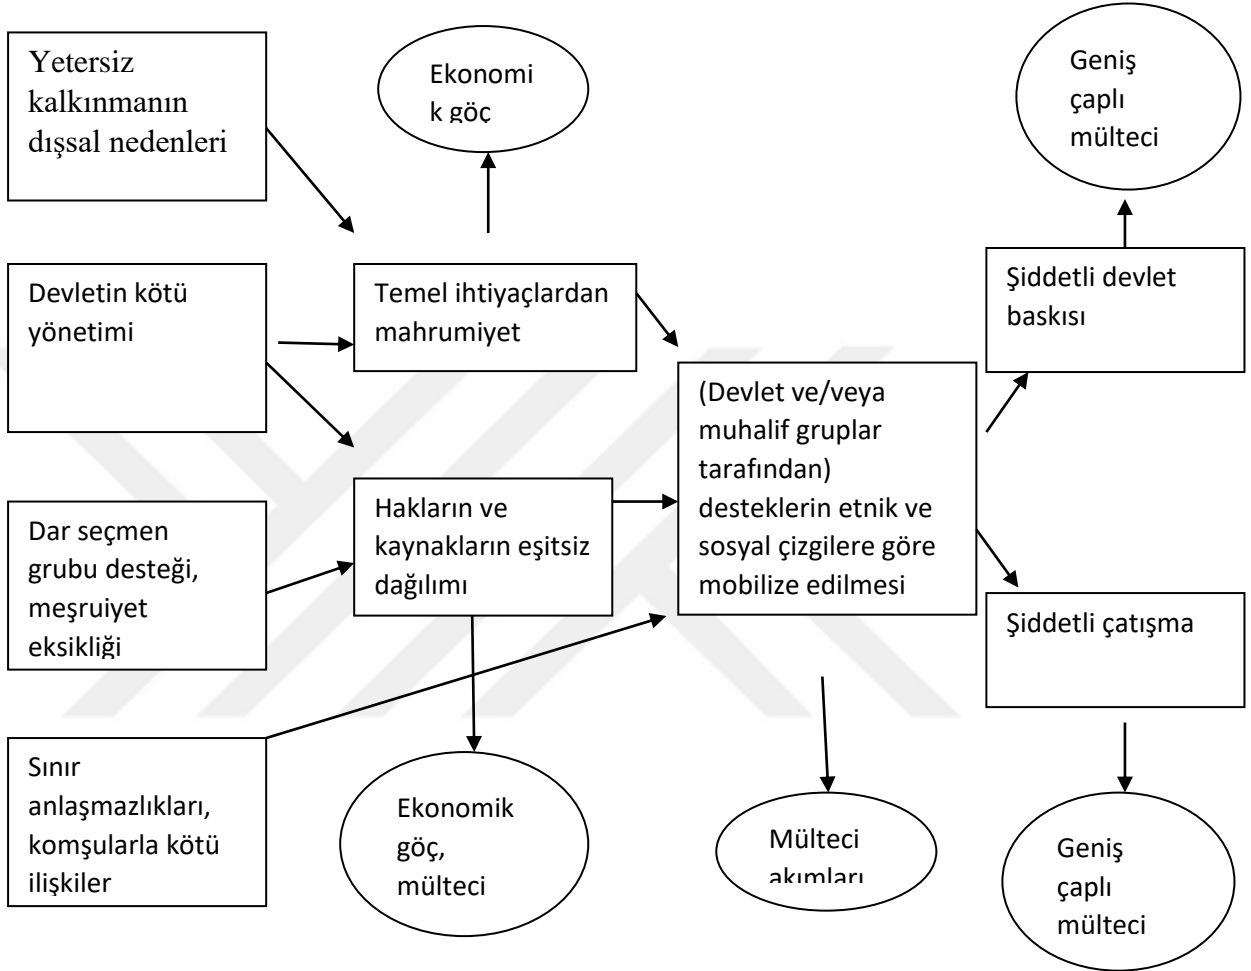 Yetersiz
kalkınmanın
dışsal nedenleri
Ekonomi
k göç
Geniş
çaplı
mülteci
Devletin kötü
yönetimi
Temel ihtiyaçlardan
mahrumiyet
Şiddetli devlet
baskısı
(Devlet ve/veya
muhalif gruplar
tarafından)
desteklerin etnik ve
sosyal çizgilere göre
mobilize edilmesi
Dar seçmen
grubu desteği,
meşruiyet
eksikliği
Hakların ve
kaynakların eşitsiz
dağılımı
Şiddetli çatışma
Sınır
anlaşmazlıkları,
komşularla kötü
ilişkiler
Ekonomik
göç,
mülteci
Mülteci
akımları
Geniş
çaplı
mülteci